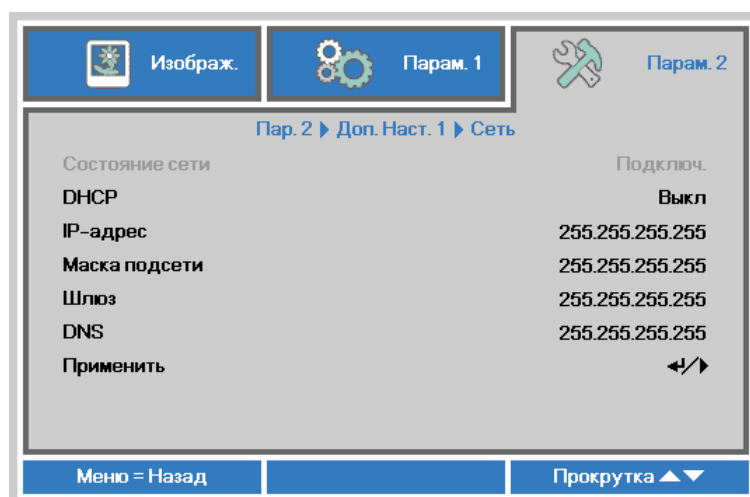 Изображ.
Парам. 1
Парам. 2
Пар. 2 ▶ Доп. Наст. 1 ▶ Сеть
Состояние сети Подключ.
DHCP Выкл
IP-адрес 255.255.255.255
Маска подсети 255.255.255.255
Шлюз 255.255.255.255
DNS 255.255.255.255
Применить ↵/▶
Меню = Назад Прокрутка ▲▼